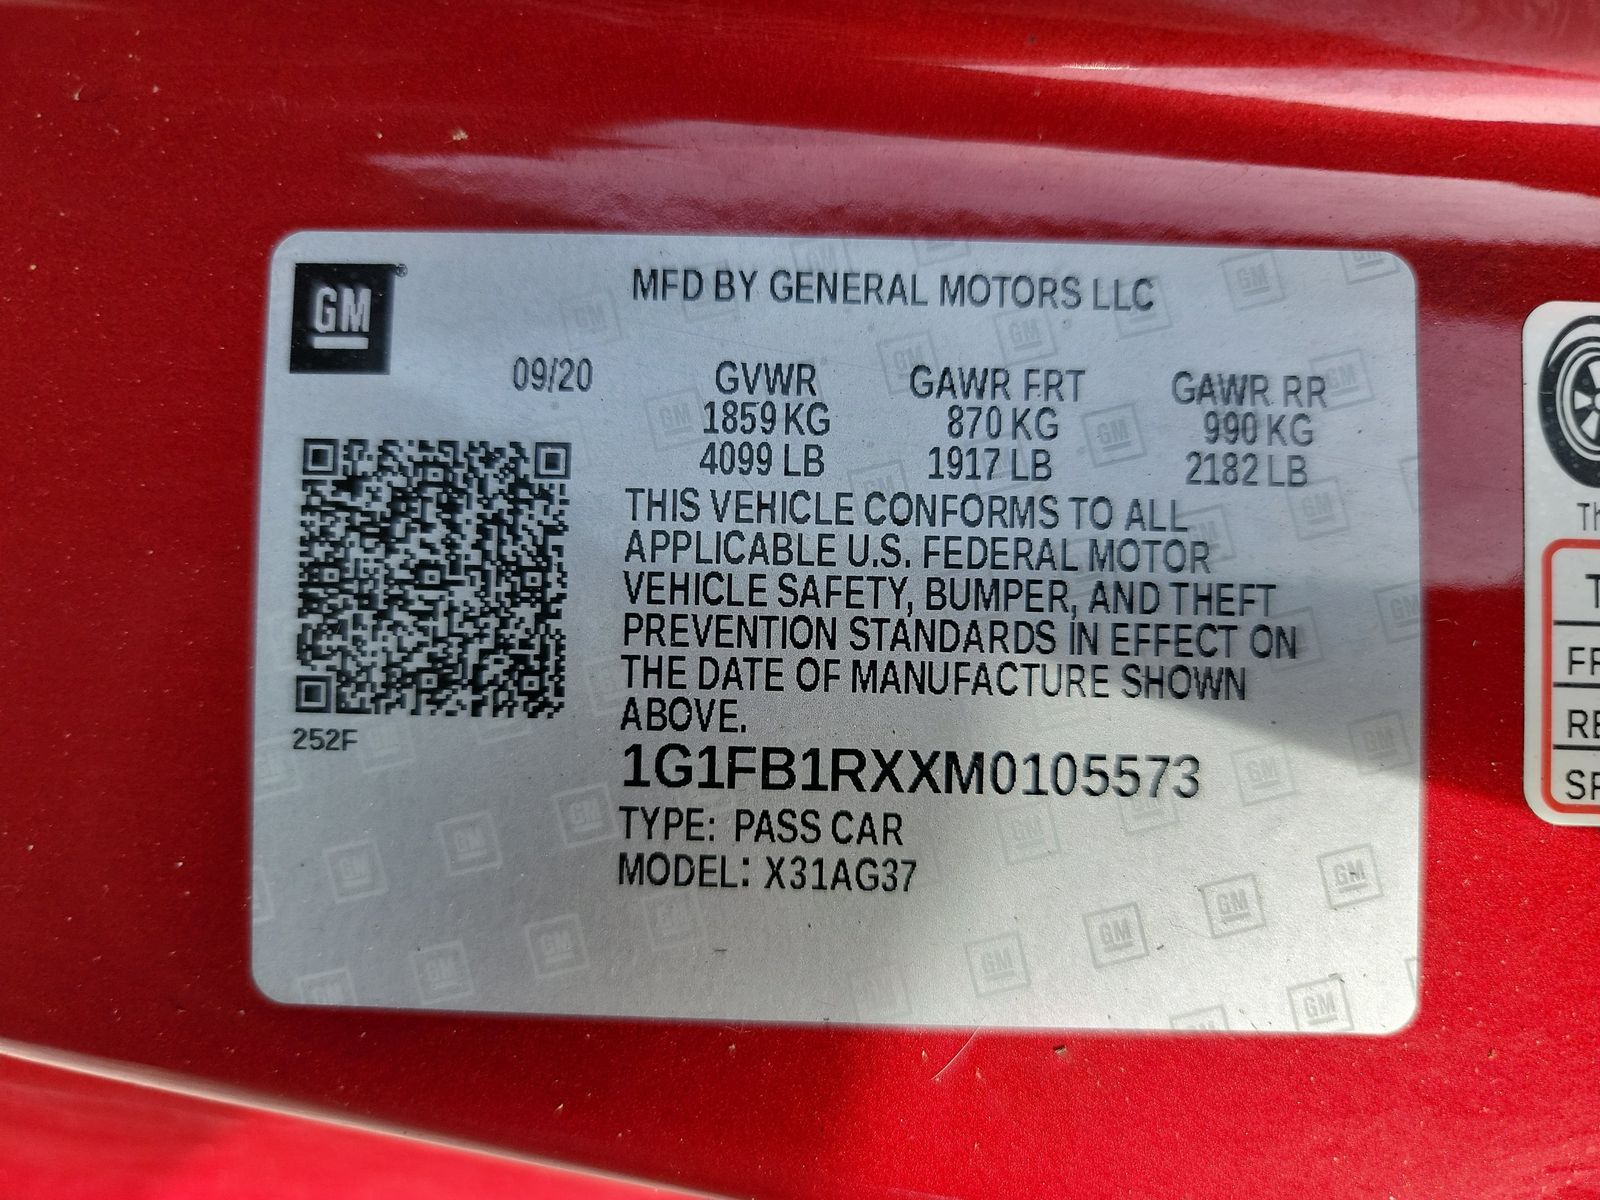 GM
MFD BY GENERAL MOTORS LLC
09/20 GVWR GAWR FRT GAWR RR
1859 KG 870 KG 990 KG
4099 LB 1917 LB 2182 LB
THIS VEHICLE CONFORMS TO ALL
APPLICABLE U.S. FEDERAL MOTOR
VEHICLE SAFETY, BUMPER, AND THEFT
PREVENTION STANDARDS IN EFFECT ON
THE DATE OF MANUFACTURE SHOWN
ABOVE.
252F
1G1FB1RXXM0105573
TYPE: PASS CAR
MODEL: X31AG37